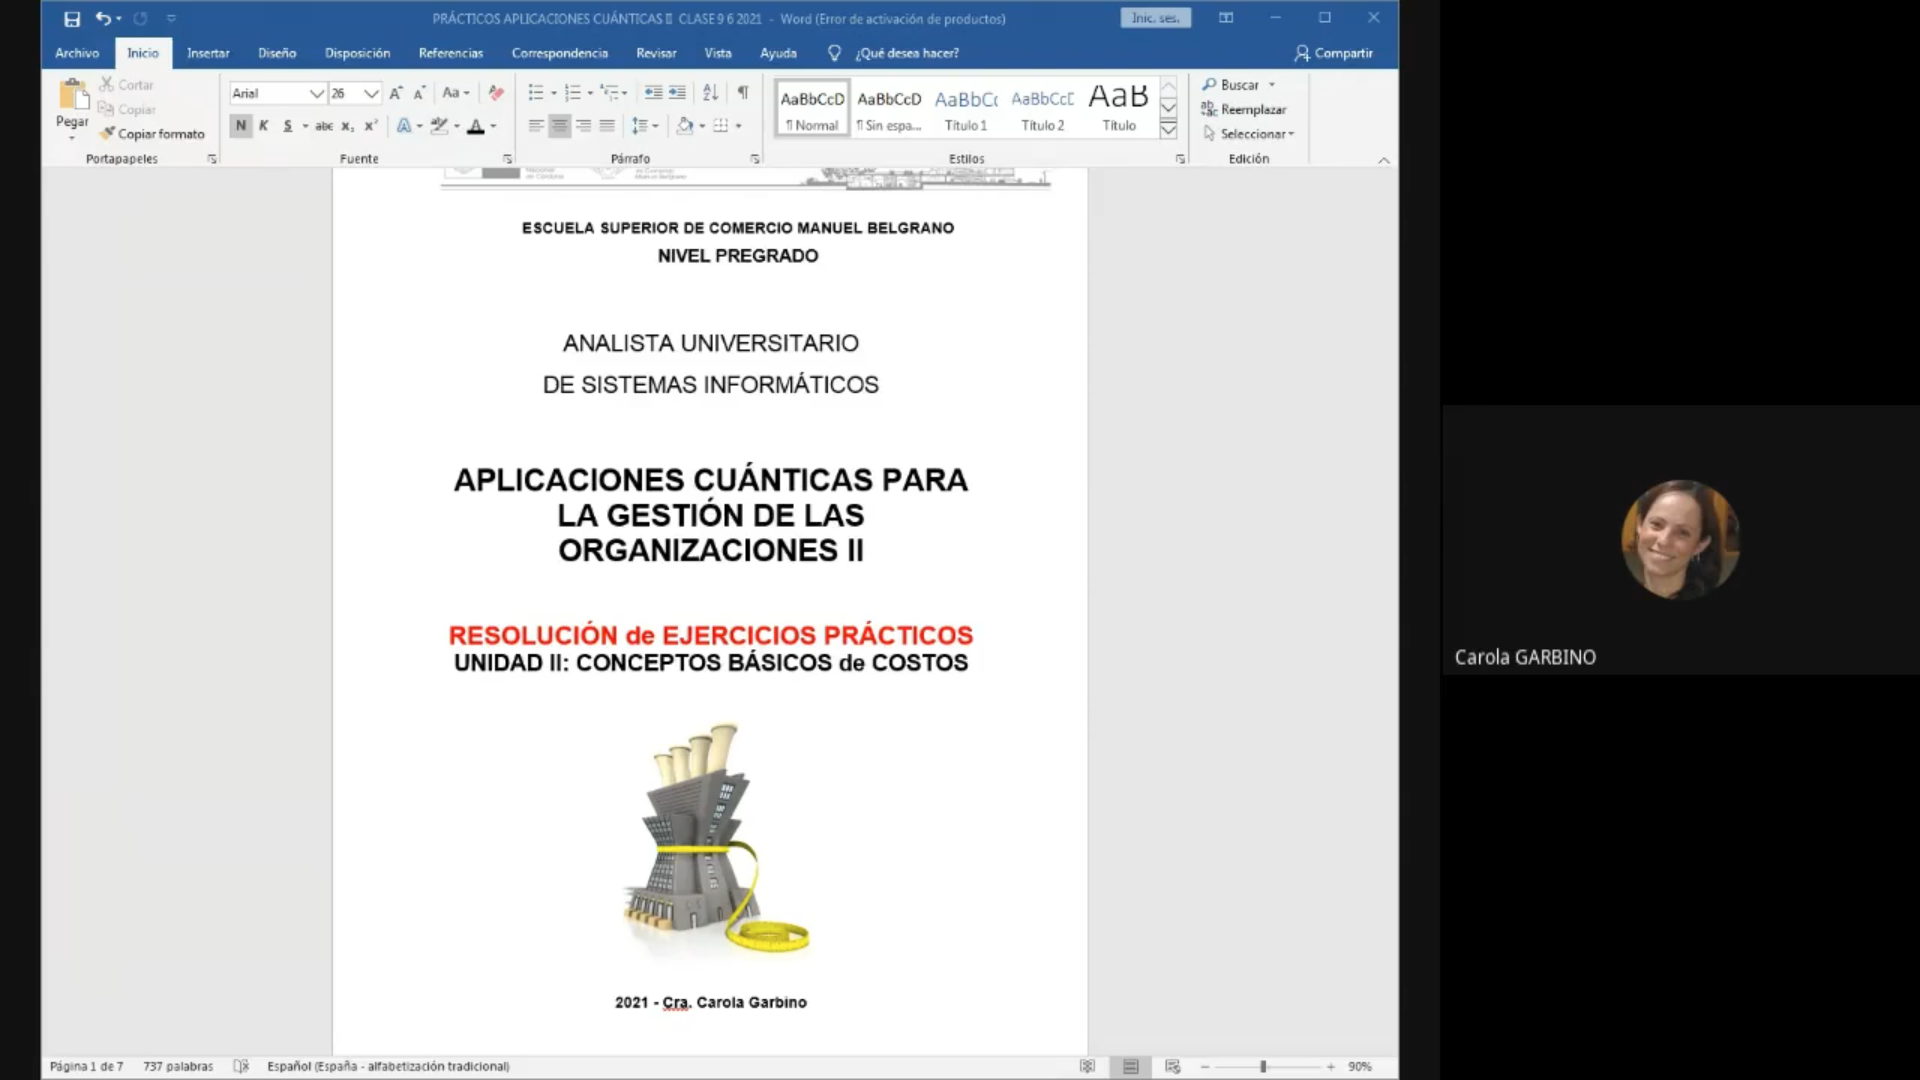 PRÁCTICOS APLICACIONES CUÁNTICAS II CLASE 9 6 2021 - Word (Error de activación de productos)
Inic. ses.
Archivo Inicio Insertar Diseño Disposición Referencias Correspondencia Revisar Vista Ayuda ¿Qué desea hacer? Compartir
Pegar
Cortar
Copiar
Copiar formato
Portapapeles
Arial 26
Aa
N K S abc x, x² A A
Fuente
Párrafo
AaBbCcD AaBbCcD AaBbCc AaBbCcC AaB
¶ Normal ¶ Sin espa... Título 1 Título 2 Título
Estilos
Buscar
Reemplazar
Seleccionar
Edición
ESCUELA SUPERIOR DE COMERCIO MANUEL BELGRANO
NIVEL PREGRADO
ANALISTA UNIVERSITARIO
DE SISTEMAS INFORMÁTICOS
APLICACIONES CUÁNTICAS PARA
LA GESTIÓN DE LAS
ORGANIZACIONES II
RESOLUCIÓN de EJERCICIOS PRÁCTICOS
UNIDAD II: CONCEPTOS BÁSICOS de COSTOS
2021 - Cra. Carola Garbino
Carola GARBINO
Página 1 de 7 737 palabras Español (España - alfabetización tradicional) 90%